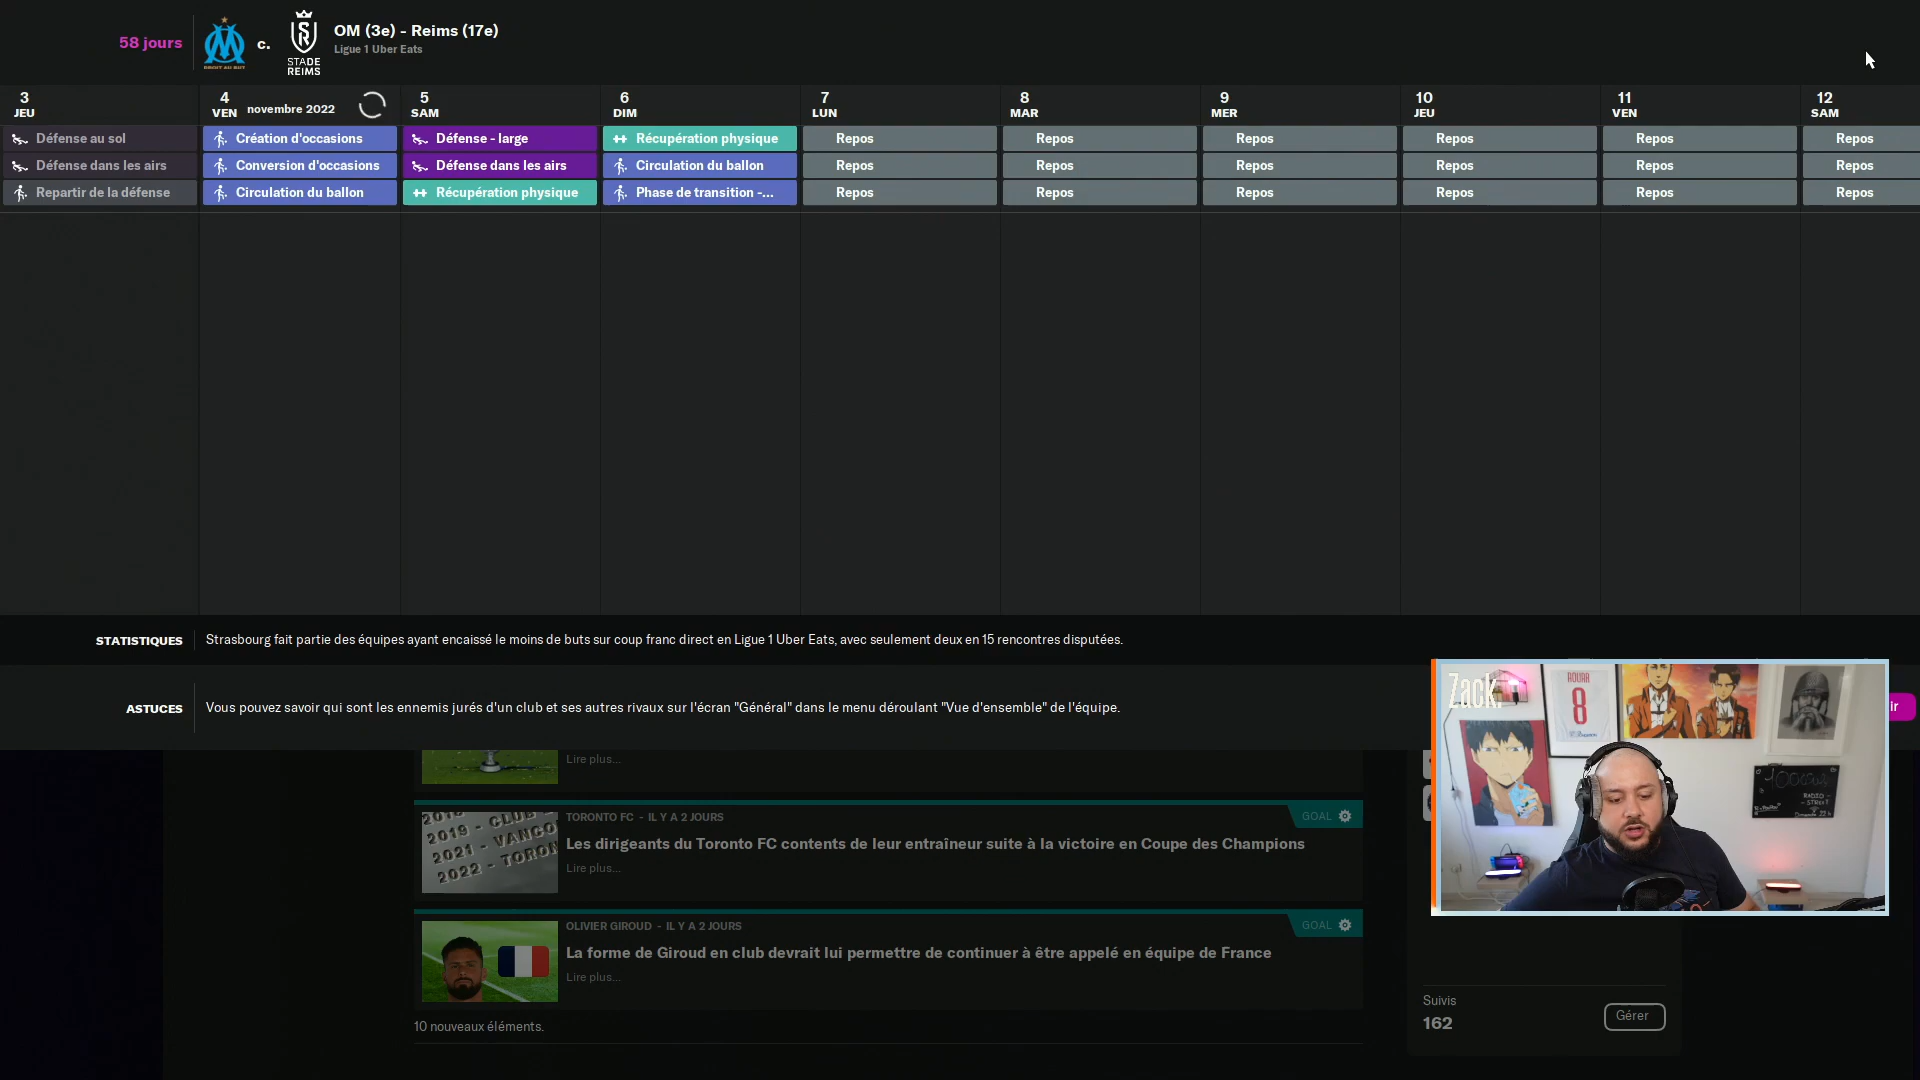 58 jours
c.
STADE
REIMS
OM (3e) - Reims (17e)
Ligue 1 Uber Eats
3
JEU
4
VEN
novembre 2022
5
SAM
6
DIM
7
LUN
8
MAR
9
MER
10
JEU
11
VEN
12
SAM
Défense au sol
Création d'occasions
Défense - large
Récupération physique
Repos
Repos
Repos
Repos
Repos
Repos
Défense dans les airs
Conversion d'occasions
Défense dans les airs
Circulation du ballon
Repos
Repos
Repos
Repos
Repos
Repos
Repartir de la défense
Circulation du ballon
Récupération physique
Phase de transition -...
Repos
Repos
Repos
Repos
Repos
Repos
STATISTIQUES
Strasbourg fait partie des équipes ayant encaissé le moins de buts sur coup franc direct en Ligue 1 Uber Eats, avec seulement deux en 15 rencontres disputées.
ASTUCES
Vous pouvez savoir qui sont les ennemis jurés d'un club et ses autres rivaux sur l'écran "Général" dans le menu déroulant "Vue d'ensemble" de l'équipe.
ir
Zack.
8
Lire plus...
TORONTO FC - IL Y A 2 JOURS
GOAL
Les dirigeants du Toronto FC contents de leur entraîneur suite à la victoire en Coupe des Champions
Lire plus...
OLIVIER GIROUD - IL Y A 2 JOURS
GOAL
La forme de Giroud en club devrait lui permettre de continuer à être appelé en équipe de France
Lire plus...
10 nouveaux éléments.
Suivis
162
Gérer